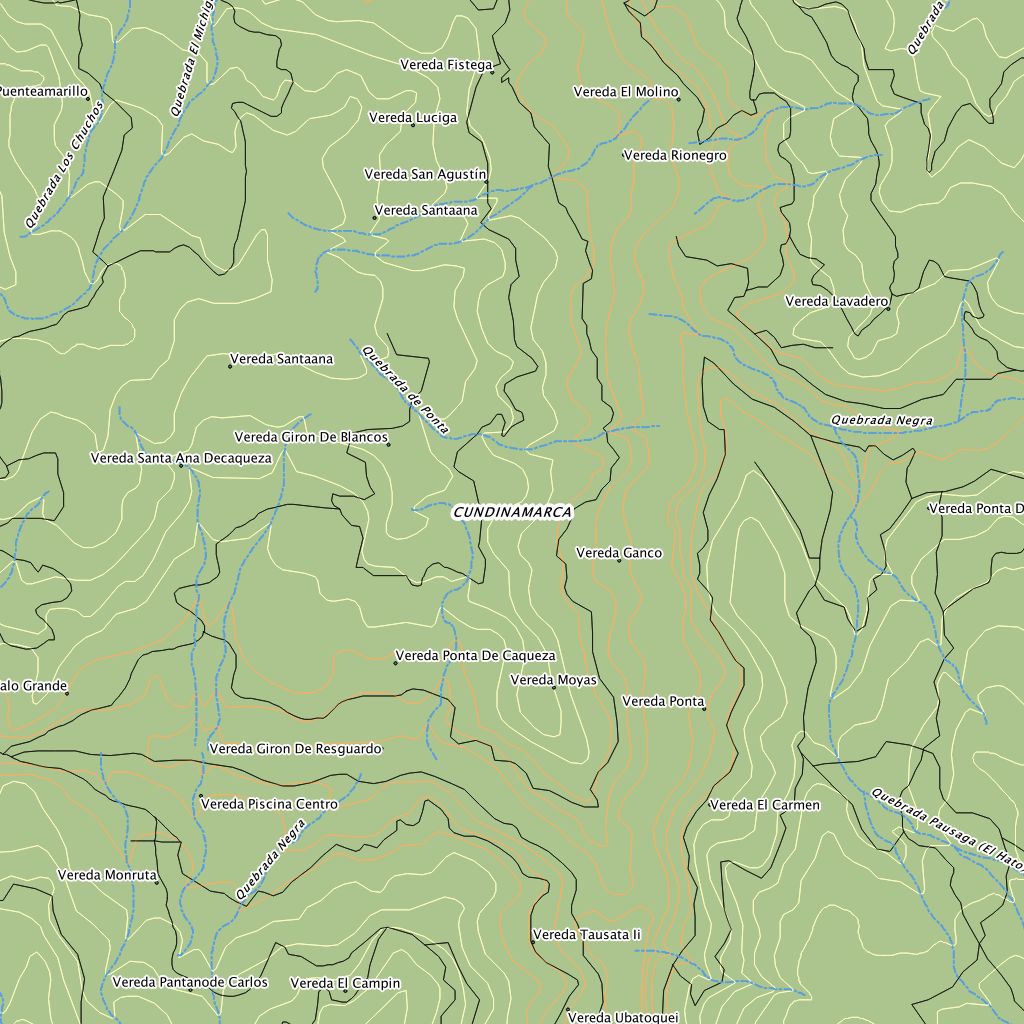 Quebrada
Quebrada El Michig
Vereda Fistega
Puenteamarillo
Vereda El Molino
Vereda Luciga
Quebrada Los Chuchos
Vereda Rionegro
Vereda San Agustín
Vereda Santaana
Vereda Lavadero
Vereda Santaana
Quebrada de Ponta
Quebrada Negra
Vereda Giron De Blancos
Vereda Santa Ana Decaqueza
CUNDINAMARCA
Vereda Ponta D
Vereda Ganco
Vereda Ponta De Caqueza
Vereda Moyas
alo Grande
Vereda Ponta
Vereda Giron De Resguardo
Vereda Piscina Centro
Vereda El Carmen
Quebrada Pausaga (El Hato)
Quebrada Negra
Vereda Monruta
Vereda Tausata Ii
Vereda Pantanode Carlos
Vereda El Campin
Vereda Ubatoquei